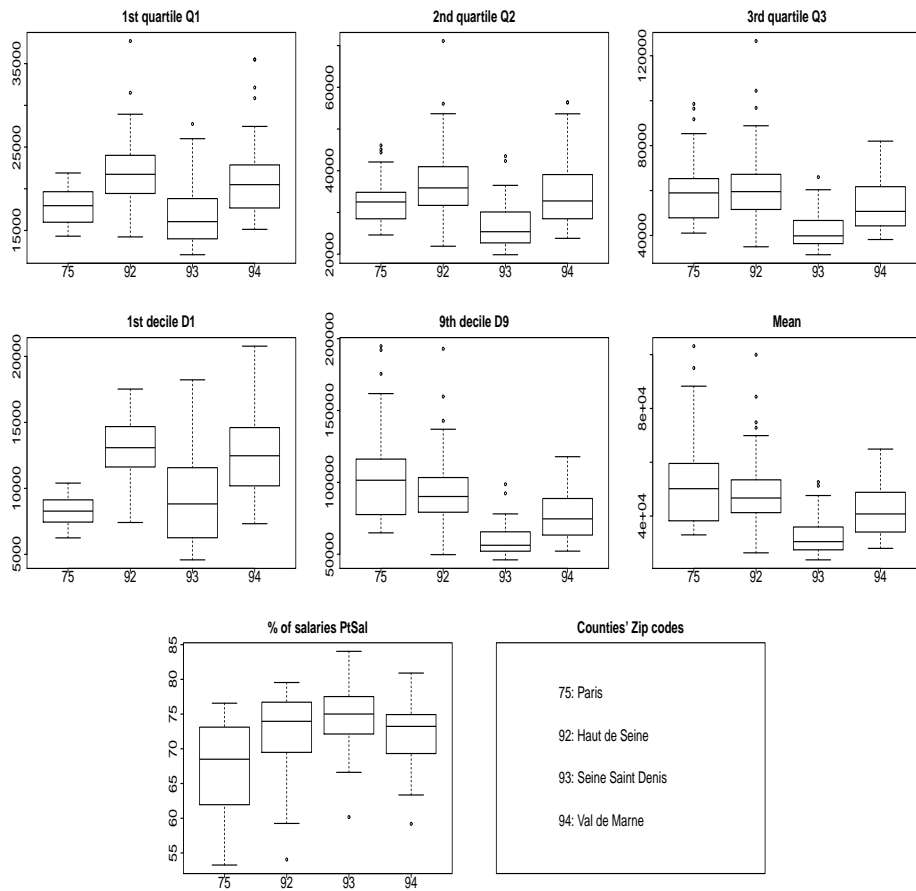 1st quartile Q1
15000
25000
35000
75 92 93 94
2nd quartile Q2
20000
40000
60000
75 92 93 94
3rd quartile Q3
40000
80000
120000
75 92 93 94
1st decile D1
5000
10000
15000
20000
75 92 93 94
9th decile D9
50000
100000
150000
200000
75 92 93 94
Mean
4e+04
8e+04
75 92 93 94
% of salaries PtSal
55
60
65
70
75
80
85
75 92 93 94
Counties' Zip codes
75: Paris
92: Haut de Seine
93: Seine Saint Denis
94: Val de Marne